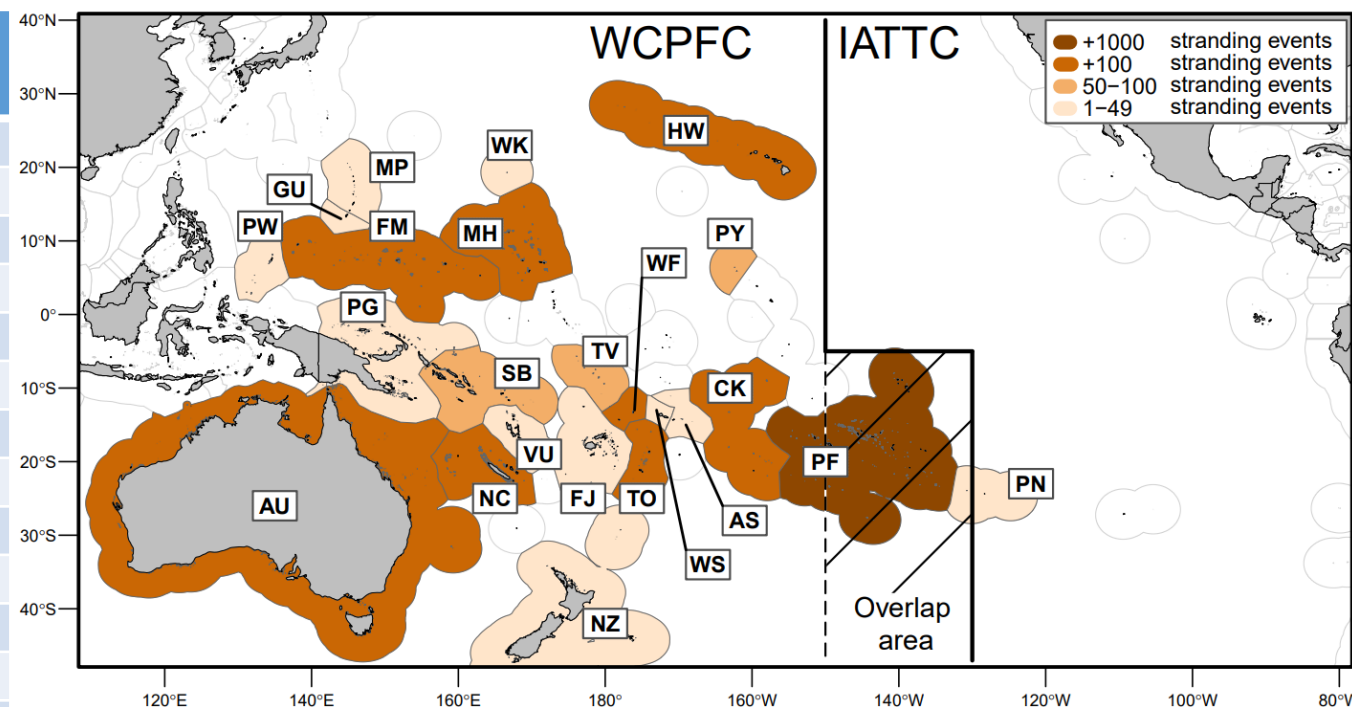 WCPFC
IATTC
+1000 stranding events
+100 stranding events
50−100 stranding events
1−49 stranding events
40°N
30°N
20°N
10°N
0°
10°S
20°S
30°S
40°S
HW
WK
MP
GU
PW
FM
MH
PY
WF
PG
TV
SB
CK
VU
PF
PN
AU
NC
FJ
TO
AS
WS
NZ
Overlap
area
120°E
140°E
160°E
180°
160°W
140°W
120°W
100°W
80°W